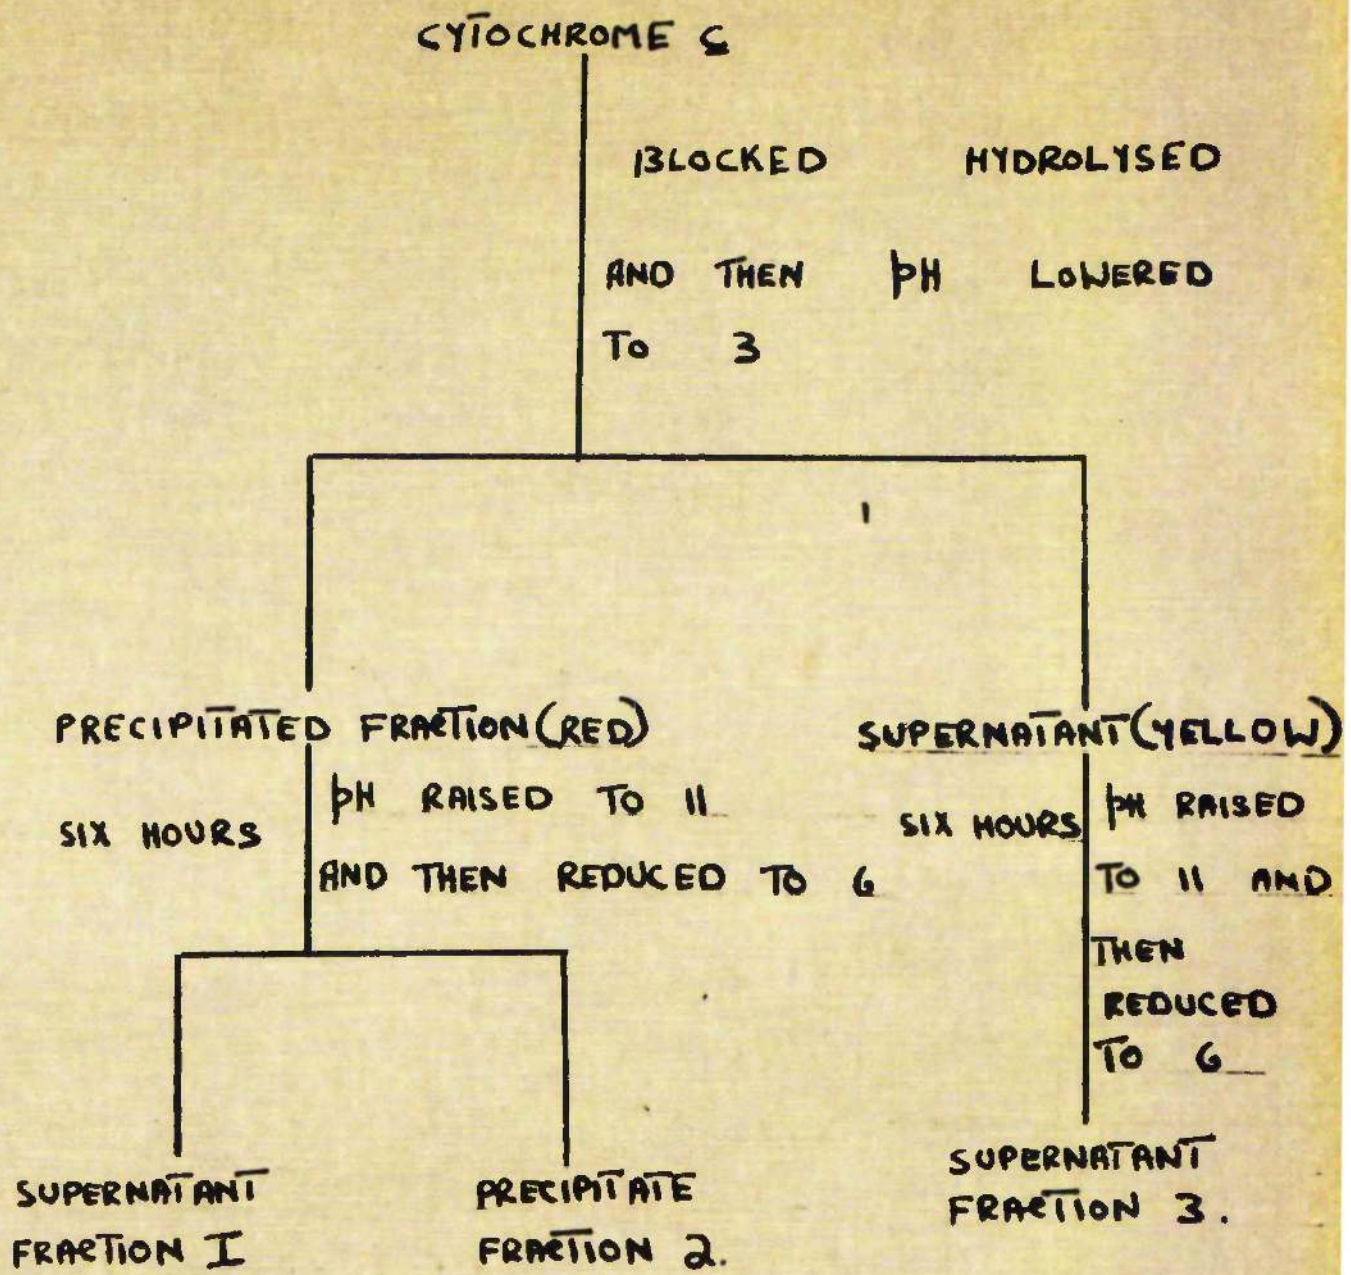 CYTOCHROME C
BLOCKED HYDROLYSED
AND THEN pH LOWERED
TO 3
PRECIPITATED FRACTION (RED)
pH RAISED TO 11
SIX HOURS
AND THEN REDUCED TO 6
SUPERNATANT (YELLOW)
SIX HOURS
pH RAISED
TO 11 AND
THEN
REDUCED
TO 6
SUPERNATANT
FRACTION I
PRECIPITATE
FRACTION 2.
SUPERNATANT
FRACTION 3.